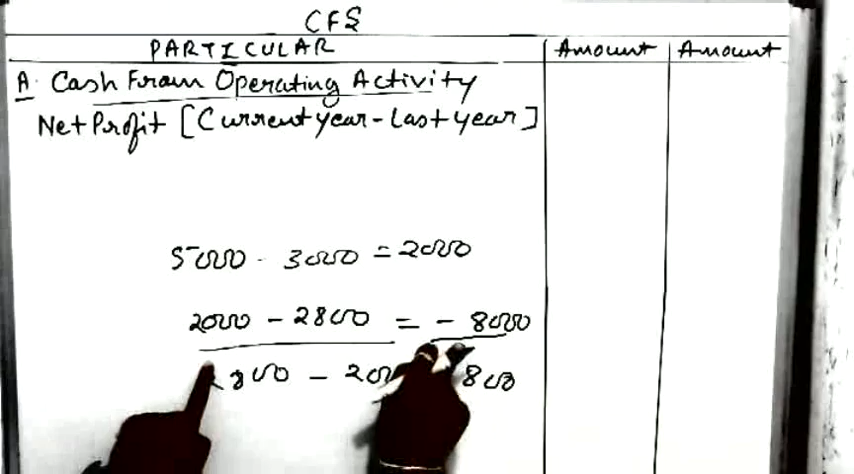 CFS
PARTICULAR Amount Amount
A. Cash From Operating Activity
Net Profit [Current year - Last year]
5000 - 3000 = 2000
2000 - 2800 = - 8000
800